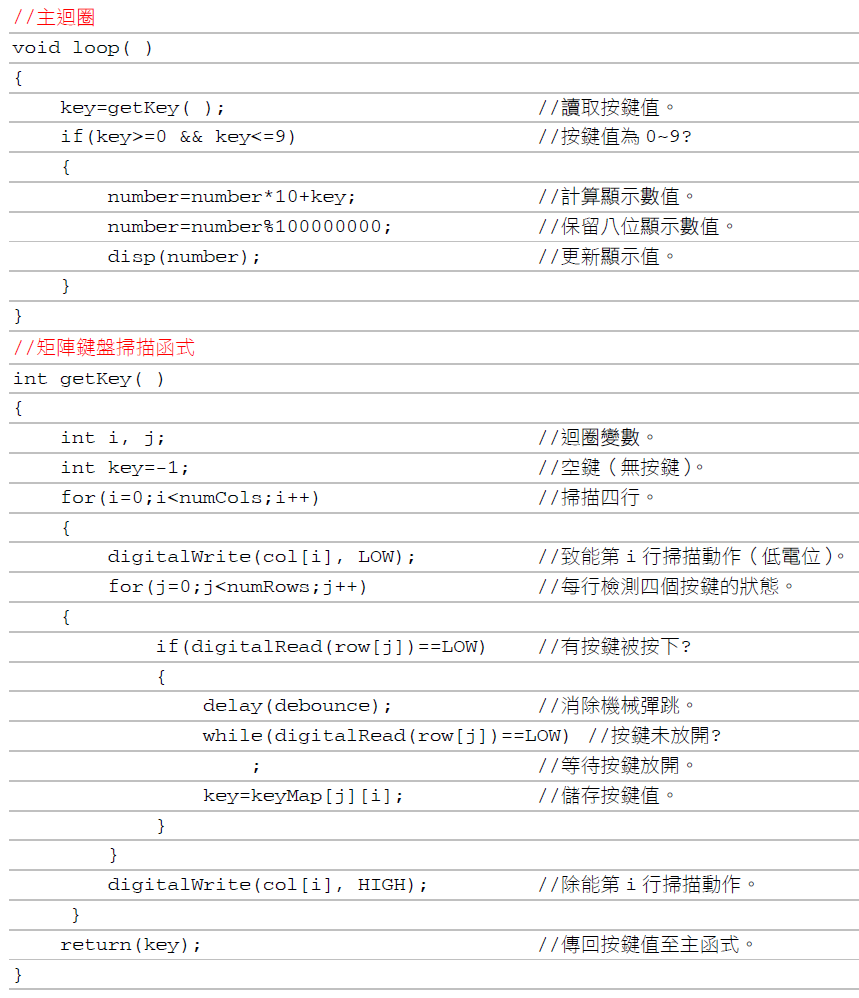 //主迴圈
void loop( )
{
    key=getKey( );                          //讀取按鍵值。
    if(key>=0 && key<=9)                    //按鍵值為 0~9?
    {
        number=number*10+key;               //計算顯示數值。
        number=number%100000000;            //保留八位顯示數值。
        disp(number);                       //更新顯示值。
    }
}
//矩陣鍵盤掃描函式
int getKey( )
{
    int i, j;                               //迴圈變數。
    int key=-1;                             //空鍵（無按鍵）。
    for(i=0;i<numCols;i++)                  //掃描四行。
    {
        digitalWrite(col[i], LOW);          //致能第 i 行掃描動作（低電位）。
        for(j=0;j<numRows;j++)              //每行檢測四個按鍵的狀態。
    {
            if(digitalRead(row[j])==LOW)    //有按鍵被按下?
            {
                delay(debounce);            //消除機械彈跳。
                while(digitalRead(row[j])==LOW) //按鍵未放開?
                    ;                       //等待按鍵放開。
                key=keyMap[j][i];           //儲存按鍵值。
            }
        }
        digitalWrite(col[i], HIGH);         //除能第 i 行掃描動作。
     }
    return(key);                            //傳回按鍵值至主函式。
}